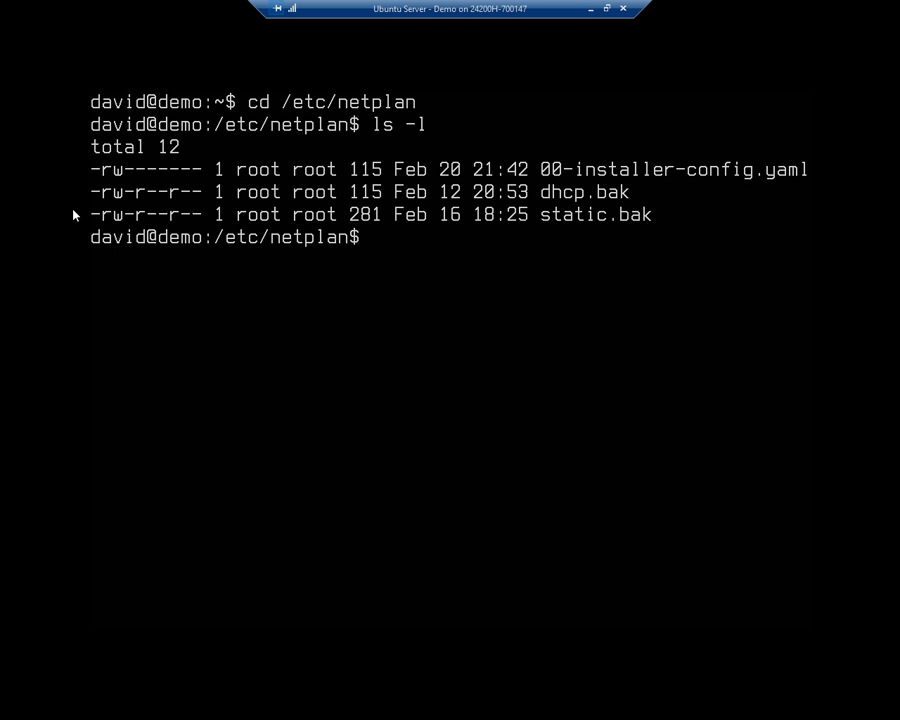 Ubuntu Server - Demo on 24200H-700147
david@demo:~$ cd /etc/netplan
david@demo:/etc/netplan$ ls -l
total 12
-rw------- 1 root root 115 Feb 20 21:42 00-installer-config.yaml
-rw-r--r-- 1 root root 115 Feb 12 20:53 dhcp.bak
-rw-r--r-- 1 root root 281 Feb 16 18:25 static.bak
david@demo:/etc/netplan$